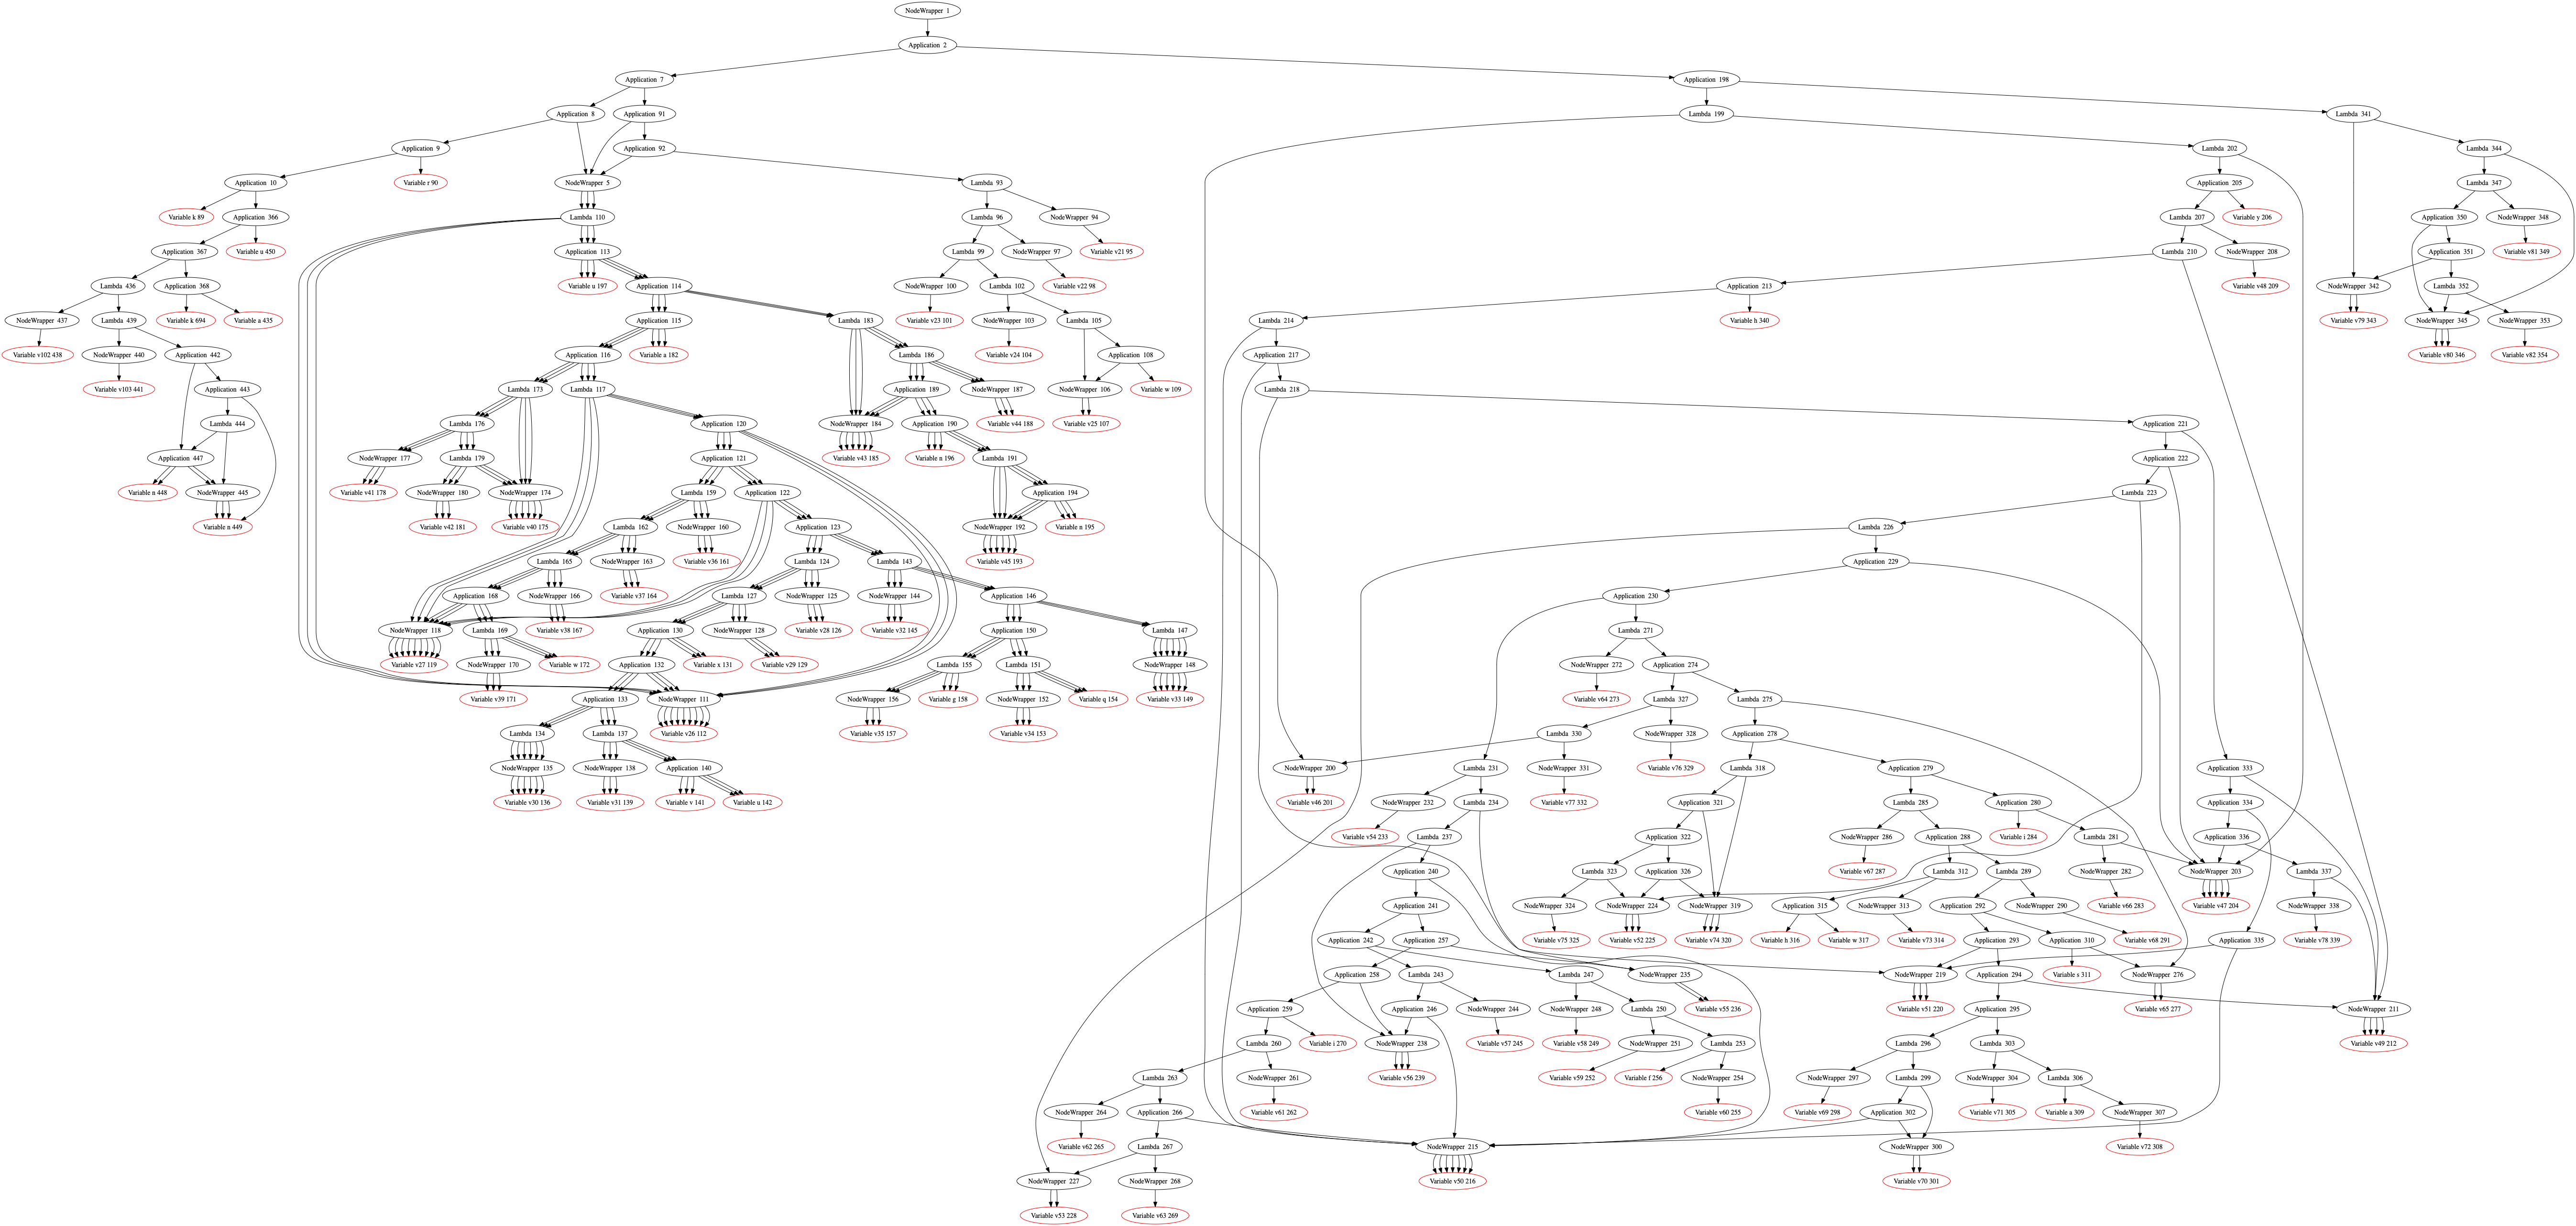 NodeWrapper 1
Application 2
Application 7
Application 198
Application 8
Application 91
Lambda 199
Lambda 341
Application 9
Application 92
Lambda 202
Lambda 344
Application 10
Variable r 90
NodeWrapper 5
Lambda 93
Application 205
Lambda 347
Variable k 89
Application 366
Lambda 110
Lambda 96
NodeWrapper 94
Lambda 207
Variable y 206
Application 350
NodeWrapper 348
Application 367
Variable u 450
Application 113
Lambda 99
NodeWrapper 97
Variable v21 95
Lambda 210
NodeWrapper 208
Application 351
Variable v81 349
Lambda 436
Application 368
Variable u 197
Application 114
NodeWrapper 100
Lambda 102
Variable v22 98
Application 213
Variable v48 209
NodeWrapper 342
Lambda 352
NodeWrapper 437
Lambda 439
Variable k 694
Variable a 435
Application 115
Lambda 183
Variable v23 101
NodeWrapper 103
Lambda 105
Lambda 214
Variable h 340
Variable v79 343
NodeWrapper 345
NodeWrapper 353
Variable v102 438
NodeWrapper 440
Application 442
Application 116
Variable a 182
Lambda 186
Variable v24 104
Application 108
Application 217
Variable v80 346
Variable v82 354
Variable v103 441
Application 443
Lambda 173
Lambda 117
Application 189
NodeWrapper 187
NodeWrapper 106
Variable w 109
Lambda 218
Lambda 444
Lambda 176
Application 120
NodeWrapper 184
Application 190
Variable v44 188
Variable v25 107
Application 221
Application 447
NodeWrapper 177
Lambda 179
Application 121
Variable v43 185
Variable n 196
Lambda 191
Application 222
Variable n 448
NodeWrapper 445
Variable v41 178
NodeWrapper 180
NodeWrapper 174
Lambda 159
Application 122
Application 194
Lambda 223
Variable n 449
Variable v42 181
Variable v40 175
Lambda 162
NodeWrapper 160
Application 123
NodeWrapper 192
Variable n 195
Lambda 226
Lambda 165
NodeWrapper 163
Variable v36 161
Lambda 124
Lambda 143
Variable v45 193
Application 229
Application 168
NodeWrapper 166
Variable v37 164
Lambda 127
NodeWrapper 125
NodeWrapper 144
Application 146
Application 230
NodeWrapper 118
Lambda 169
Variable v38 167
Application 130
NodeWrapper 128
Variable v28 126
Variable v32 145
Application 150
Lambda 147
Lambda 271
Variable v27 119
NodeWrapper 170
Variable w 172
Application 132
Variable x 131
Variable v29 129
Lambda 155
Lambda 151
NodeWrapper 148
NodeWrapper 272
Application 274
Variable v39 171
Application 133
NodeWrapper 111
NodeWrapper 156
Variable g 158
NodeWrapper 152
Variable q 154
Variable v33 149
Variable v64 273
Lambda 327
Lambda 275
Lambda 134
Lambda 137
Variable v26 112
Variable v35 157
Variable v34 153
Lambda 330
NodeWrapper 328
Application 278
NodeWrapper 135
NodeWrapper 138
Application 140
NodeWrapper 200
Lambda 231
NodeWrapper 331
Variable v76 329
Lambda 318
Application 279
Application 333
Variable v30 136
Variable v31 139
Variable v 141
Variable u 142
Variable v46 201
NodeWrapper 232
Lambda 234
Variable v77 332
Application 321
Lambda 285
Application 280
Application 334
Variable v54 233
Lambda 237
Application 322
NodeWrapper 286
Application 288
Variable i 284
Lambda 281
Application 336
Application 240
Lambda 323
Application 326
Variable v67 287
Lambda 312
Lambda 289
NodeWrapper 282
NodeWrapper 203
Lambda 337
Application 241
NodeWrapper 324
NodeWrapper 224
NodeWrapper 319
Application 315
NodeWrapper 313
Application 292
NodeWrapper 290
Variable v66 283
Variable v47 204
NodeWrapper 338
Application 242
Application 257
Variable v75 325
Variable v52 225
Variable v74 320
Variable h 316
Variable w 317
Variable v73 314
Application 293
Application 310
Variable v68 291
Application 335
Variable v78 339
Application 258
Lambda 243
Lambda 247
NodeWrapper 235
NodeWrapper 219
Application 294
Variable s 311
NodeWrapper 276
Application 259
Application 246
NodeWrapper 244
NodeWrapper 248
Lambda 250
Variable v55 236
Variable v51 220
Application 295
Variable v65 277
NodeWrapper 211
Lambda 260
Variable i 270
NodeWrapper 238
Variable v57 245
Variable v58 249
NodeWrapper 251
Lambda 253
Lambda 296
Lambda 303
Variable v49 212
Lambda 263
NodeWrapper 261
Variable v56 239
Variable v59 252
Variable f 256
NodeWrapper 254
NodeWrapper 297
Lambda 299
NodeWrapper 304
Lambda 306
NodeWrapper 264
Application 266
Variable v61 262
Variable v60 255
Variable v69 298
Application 302
Variable v71 305
Variable a 309
NodeWrapper 307
Variable v62 265
Lambda 267
NodeWrapper 215
NodeWrapper 300
Variable v72 308
NodeWrapper 227
NodeWrapper 268
Variable v50 216
Variable v70 301
Variable v53 228
Variable v63 269